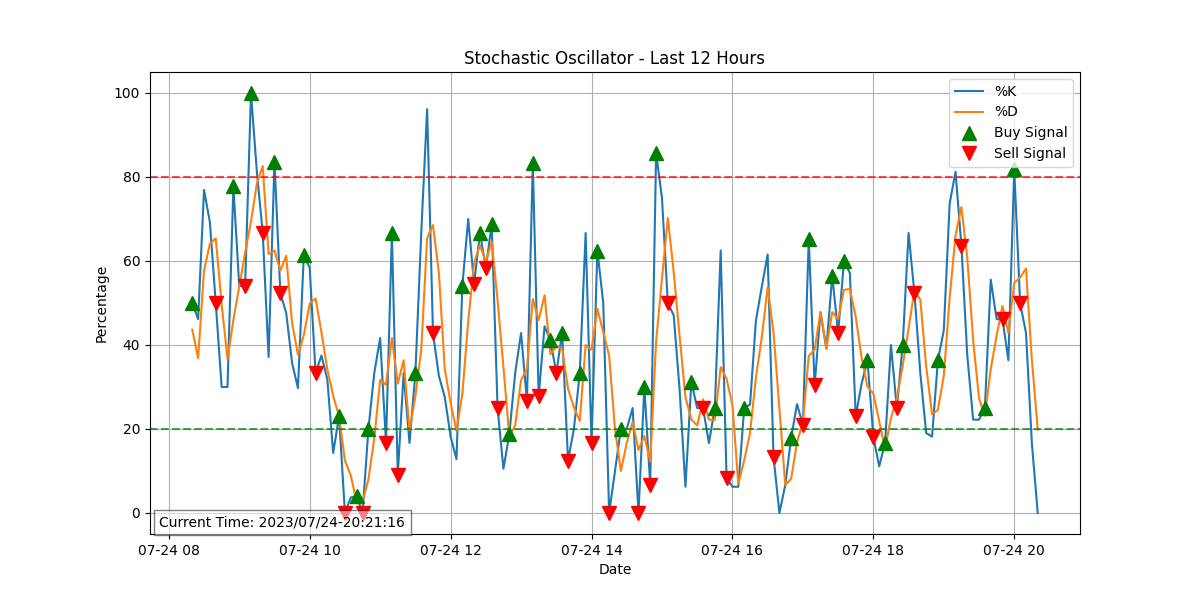 Stochastic Oscillator - Last 12 Hours
%K
%D
Buy Signal
Sell Signal
Percentage
100
80
60
40
20
0
Current Time: 2023/07/24-20:21:16
07-24 08
07-24 10
07-24 12
07-24 14
07-24 16
07-24 18
07-24 20
Date